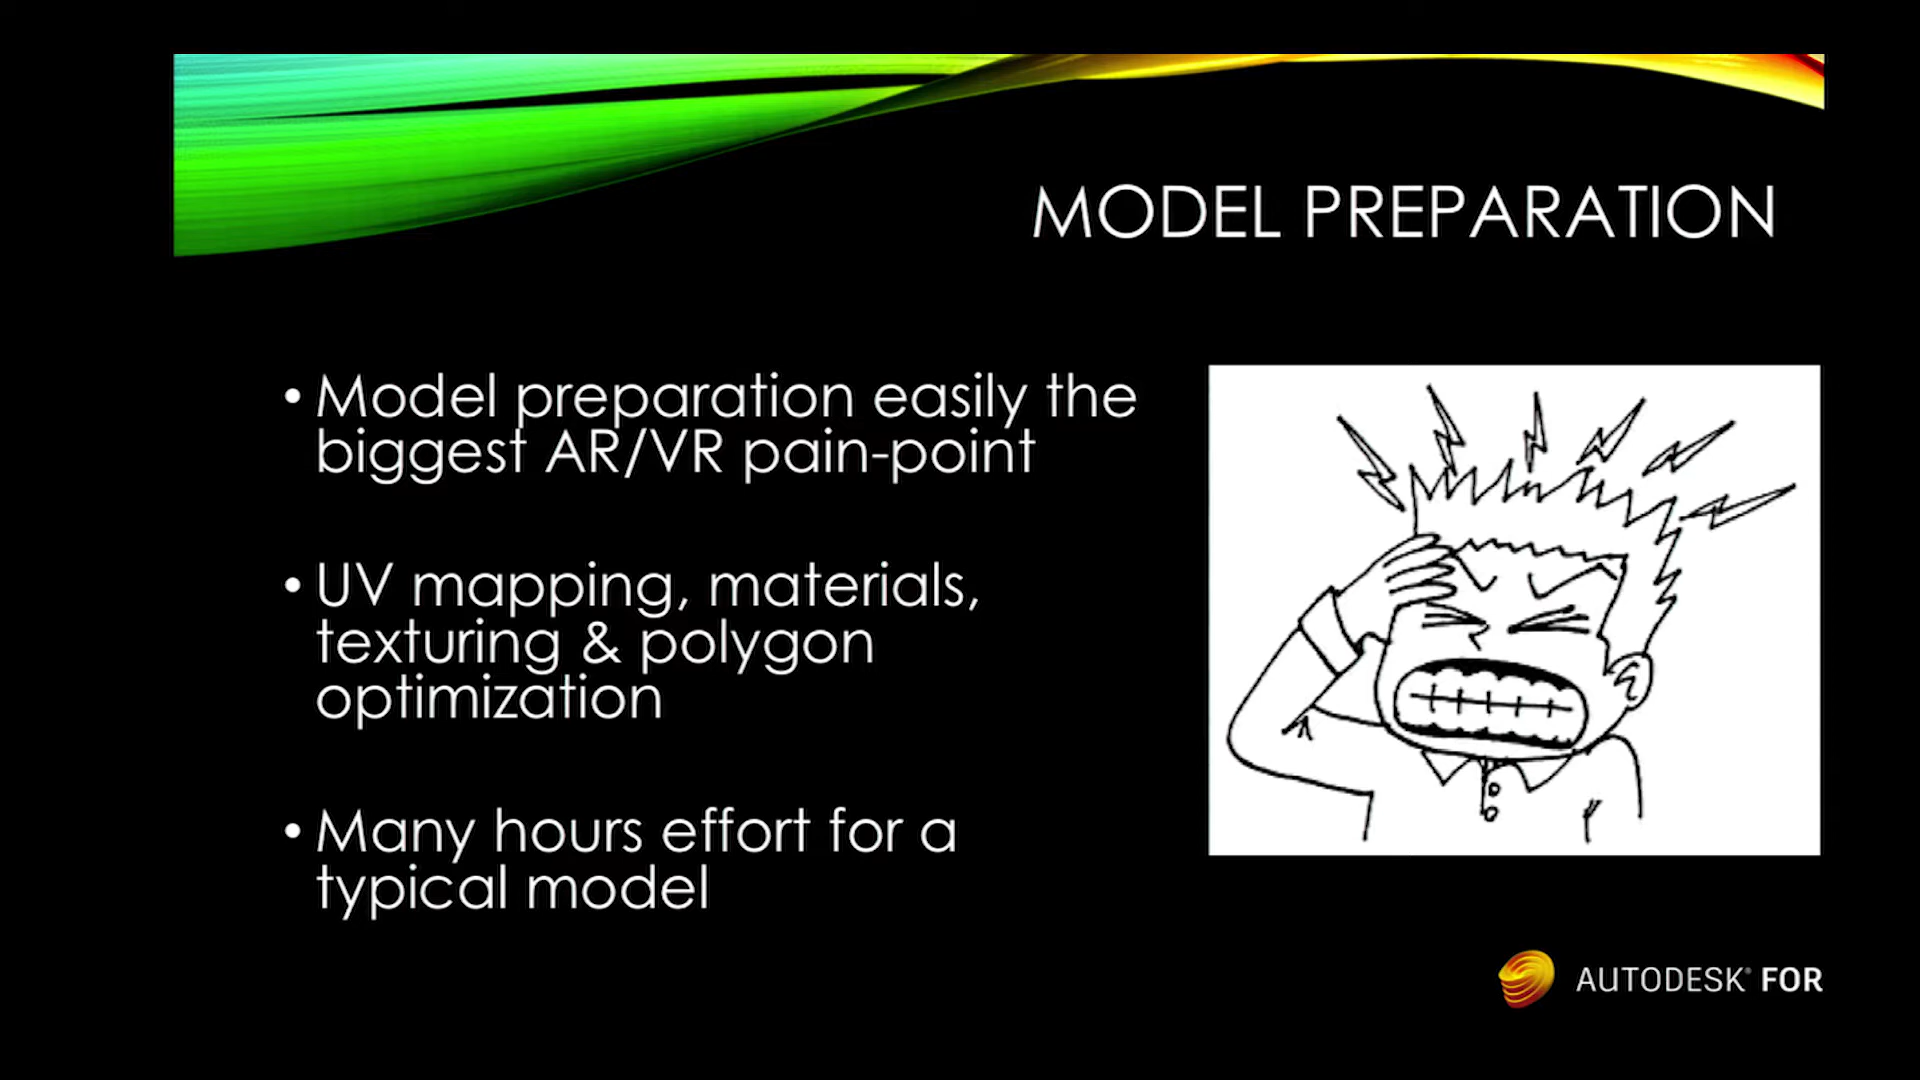 MODEL PREPARATION
• Model preparation easily the
biggest AR/VR pain-point
• UV mapping, materials,
texturing & polygon
optimization
• Many hours effort for a
typical model
AUTODESK® FOR